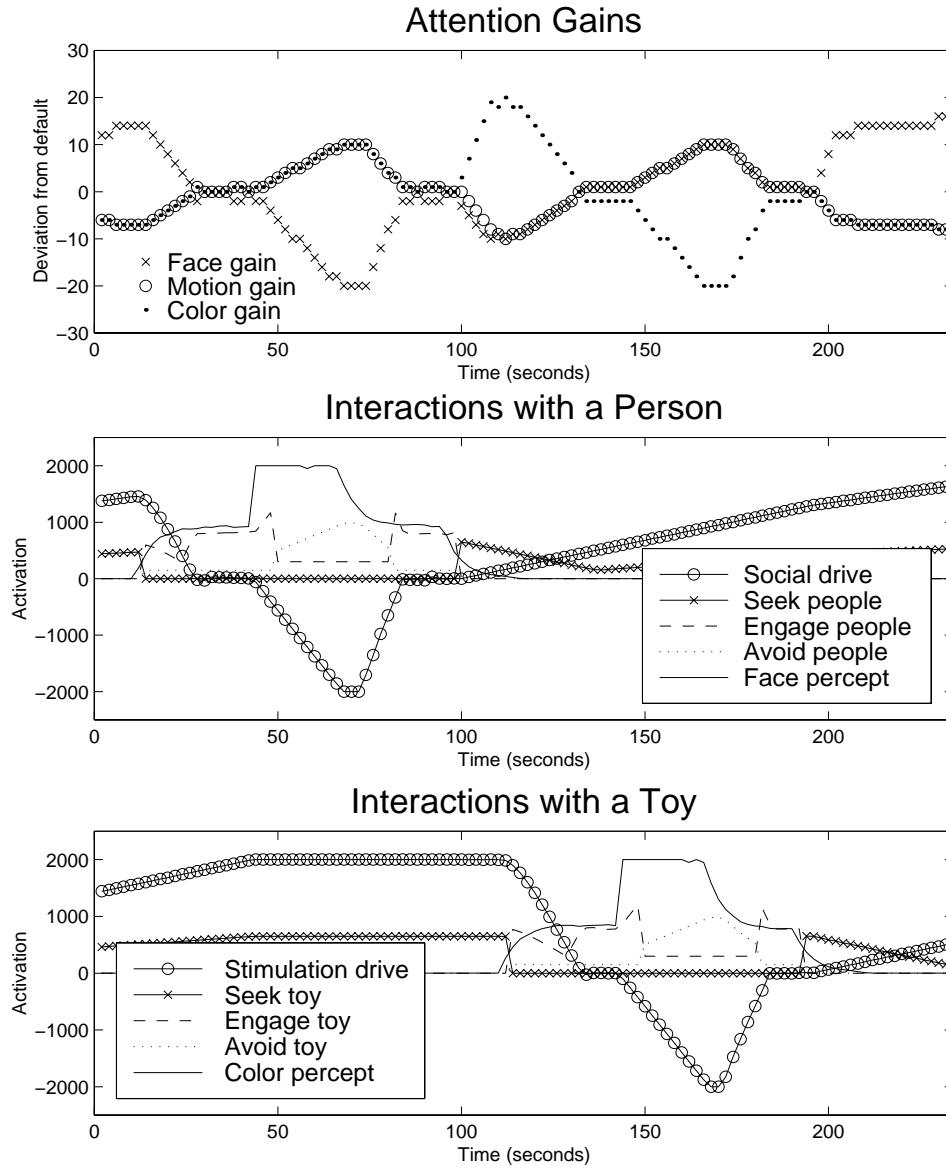 Attention Gains
30
20
10
0
−10
−20
−30
Deviation from default
Face gain
Motion gain
Color gain
0 50 100 150 200
Time (seconds)
Interactions with a Person
2000
1000
0
−1000
−2000
Activation
Social drive
Seek people
Engage people
Avoid people
Face percept
0 50 100 150 200
Time (seconds)
Interactions with a Toy
2000
1000
0
−1000
−2000
Activation
Stimulation drive
Seek toy
Engage toy
Avoid toy
Color percept
0 50 100 150 200
Time (seconds)